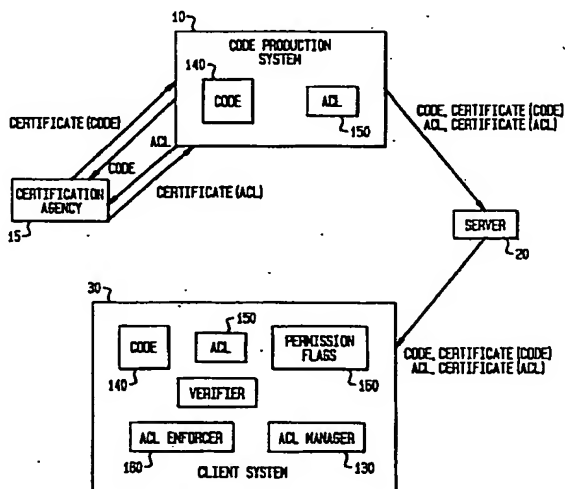 10
CODE PRODUCTION
SYSTEM
140
CODE
ACL
150
CERTIFICATE (CODE)
ACL
CODE
CERTIFICATE (ACL)
CERTIFICATION
AGENCY
15
CODE, CERTIFICATE (CODE)
ACL, CERTIFICATE (ACL)
SERVER
20
30
150
CODE
ACL
PERMISSION
FLAGS
140
160
VERIFIER
CODE, CERTIFICATE (CODE)
ACL, CERTIFICATE (ACL)
ACL ENFORCER
ACL MANAGER
180
130
CLIENT SYSTEM